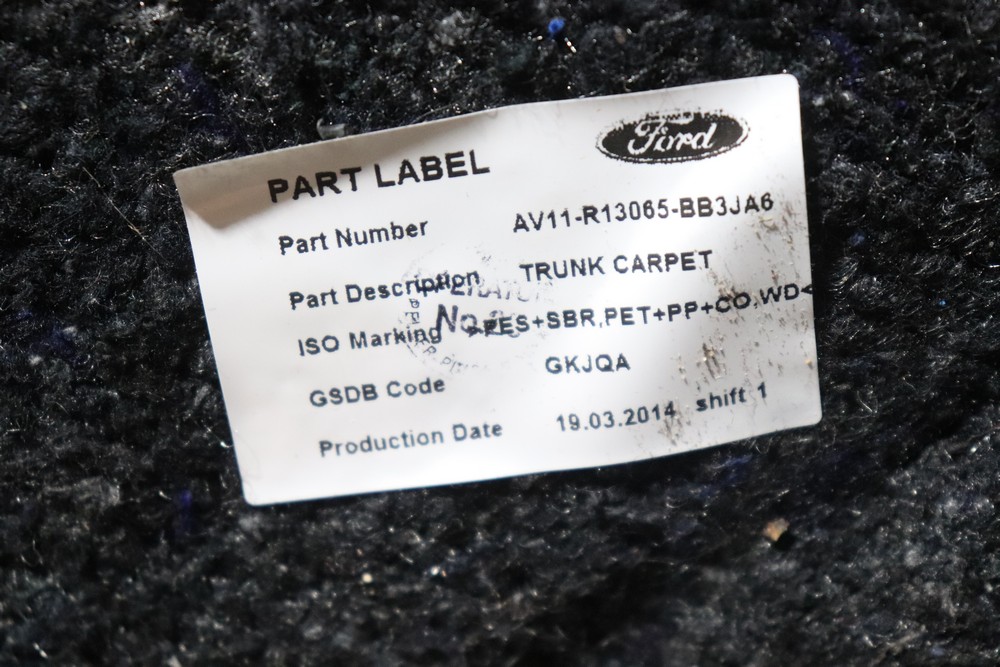 Ford
PART LABEL
Part Number AV11-R13065-BB3JA6
Part Description TRUNK CARPET
ISO Marking >PES+SBR,PET+PP+CO,WD<
GSDB Code GKJQA
Production Date 19.03.2014 shift 1
No